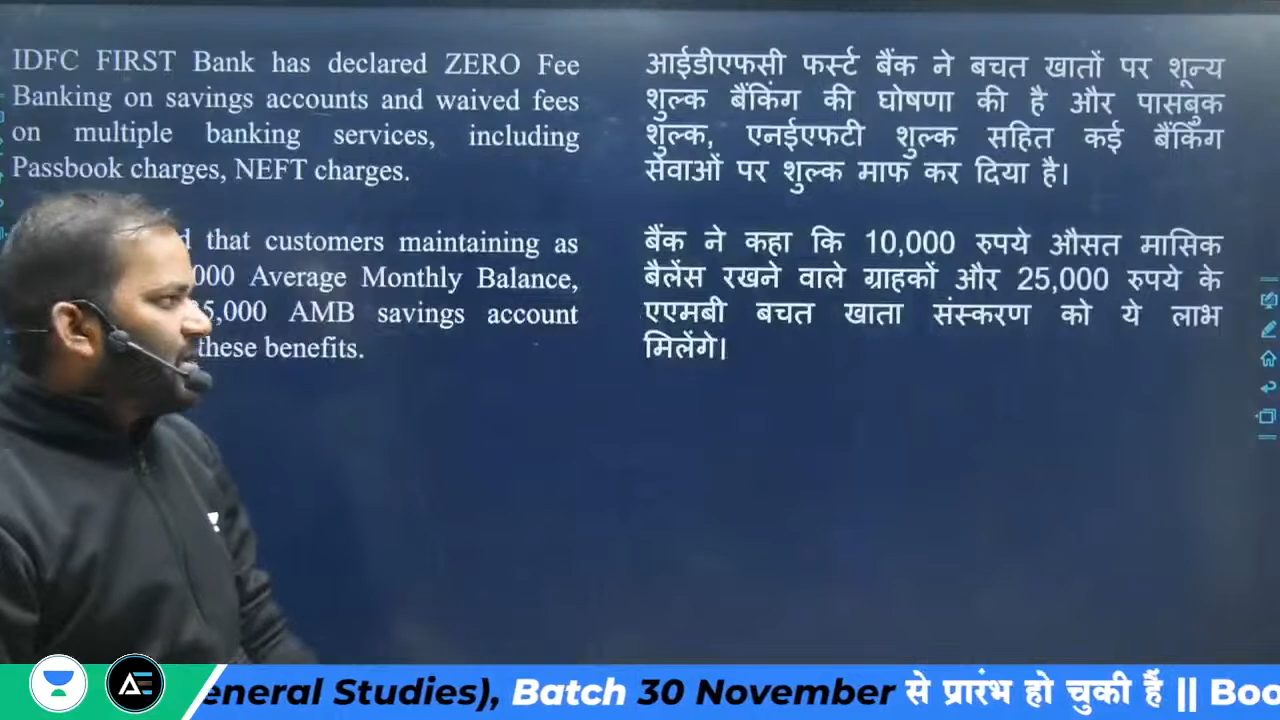 IDFC FIRST Bank has declared ZERO Fee
Banking on savings accounts and waived fees
on multiple banking services, including
Passbook charges, NEFT charges.
d that customers maintaining as
000 Average Monthly Balance,
5,000 AMB savings account
these benefits.
आईडीएफसी फर्स्ट बैंक ने बचत खातों पर शून्य
शुल्क बैंकिंग की घोषणा की है और पासबुक
शुल्क, एनईएफटी शुल्क सहित कई बैंकिंग
सेवाओं पर शुल्क माफ कर दिया है।
बैंक ने कहा कि 10,000 रुपये औसत मासिक
बैलेंस रखने वाले ग्राहकों और 25,000 रुपये के
एएमबी बचत खाता संस्करण को ये लाभ
मिलेंगे।
eneral Studies), Batch 30 November से प्रारंभ हो चुकी हैं || Boo